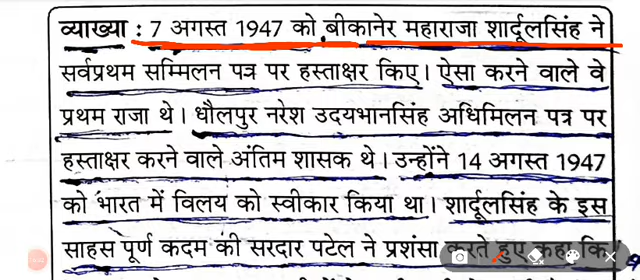 व्याख्या : 7 अगस्त 1947 को बीकानेर महाराजा शार्दूलसिंह ने
सर्वप्रथम सम्मिलन पत्र पर हस्ताक्षर किए। ऐसा करने वाले वे
प्रथम राजा थे। धौलपुर नरेश उदयभानसिंह अधिमिलन पत्र पर
हस्ताक्षर करने वाले अंतिम शासक थे। उन्होंने 14 अगस्त 1947
को भारत में विलय को स्वीकार किया था। शार्दूलसिंह के इस
साहस पूर्ण कदम की सरदार पटेल ने प्रशंसा करते हुए कहा कि